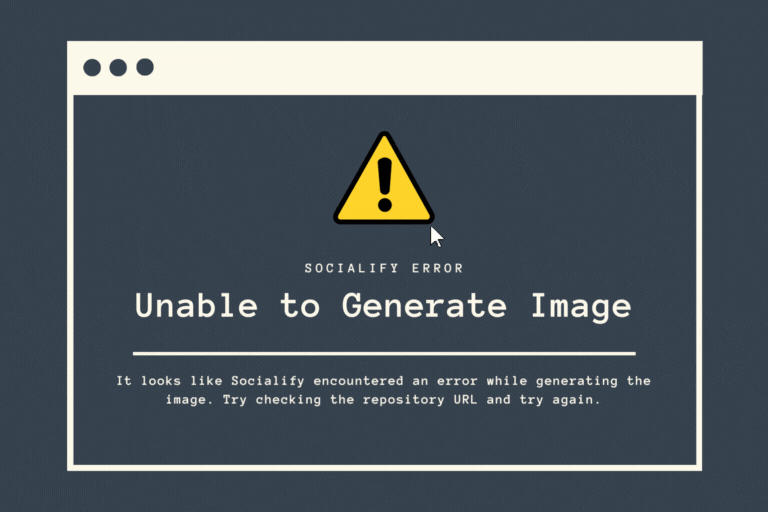 SOCIALIFY ERROR
Unable to Generate Image
It looks like Socialify encountered an error while generating the
image. Try checking the repository URL and try again.